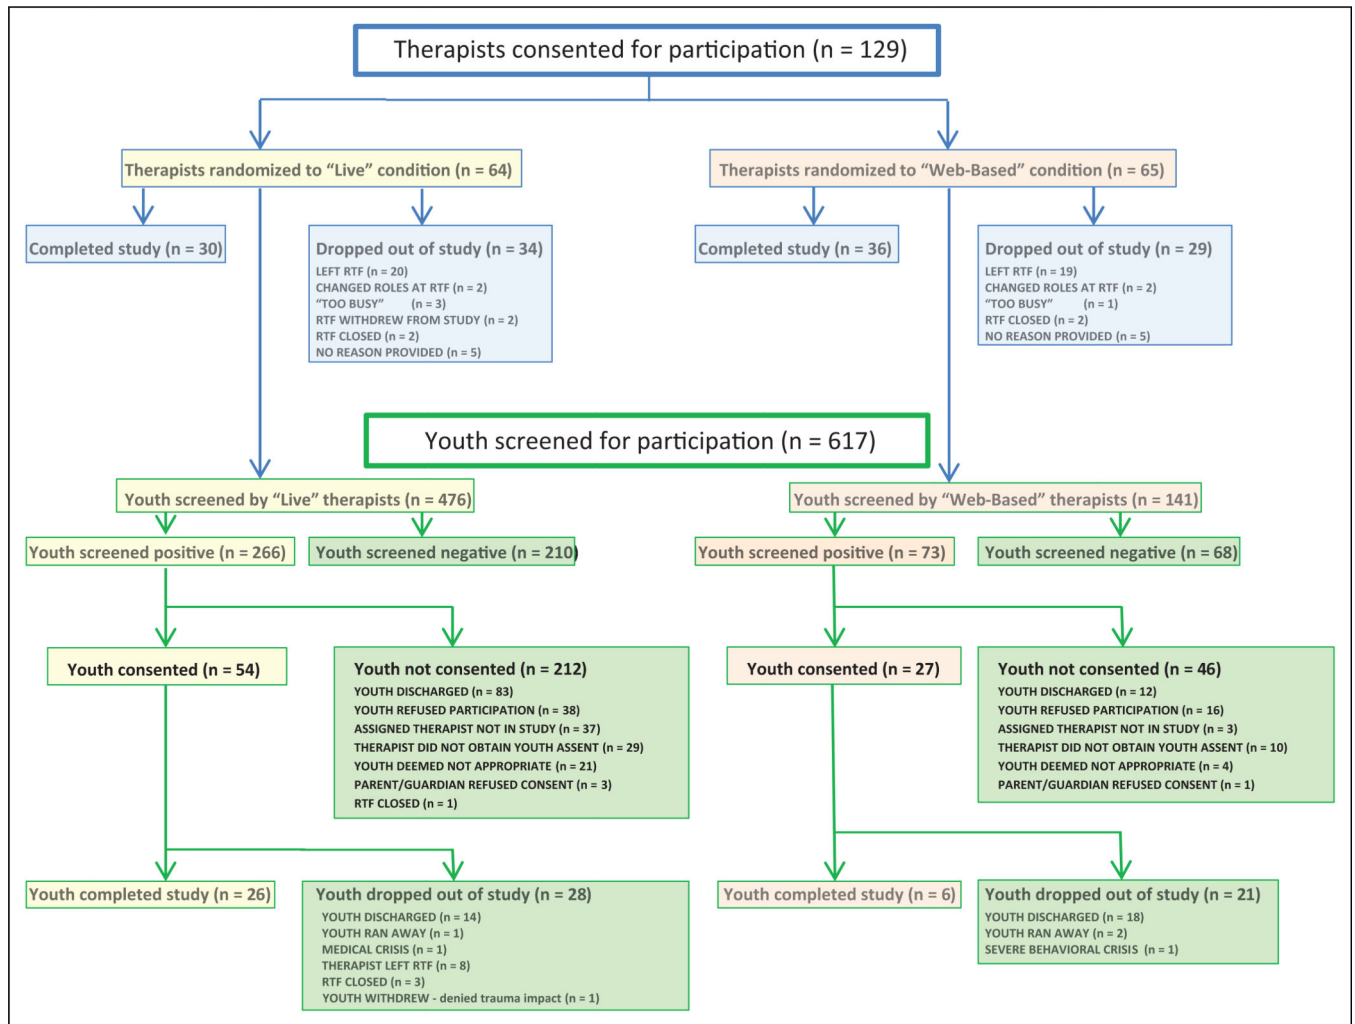 Therapists consented for participation (n = 129)
Therapists randomized to “Live” condition (n = 64)
Therapists randomized to “Web-Based” condition (n = 65)
Completed study (n = 30)
Dropped out of study (n = 34)
LEFT RTF (n = 20)
CHANGED ROLES AT RTF (n = 2)
“TOO BUSY” (n = 3)
RTF WITHDREW FROM STUDY (n = 2)
RTF CLOSED (n = 2)
NO REASON PROVIDED (n = 5)
Completed study (n = 36)
Dropped out of study (n = 29)
LEFT RTF (n = 19)
CHANGED ROLES AT RTF (n = 2)
“TOO BUSY” (n = 1)
RTF CLOSED (n = 2)
NO REASON PROVIDED (n = 5)
Youth screened for participation (n = 617)
Youth screened by “Live” therapists (n = 476)
Youth screened by “Web-Based” therapists (n = 141)
Youth screened positive (n = 266)
Youth screened negative (n = 210)
Youth screened positive (n = 73)
Youth screened negative (n = 68)
Youth consented (n = 54)
Youth not consented (n = 212)
YOUTH DISCHARGED (n = 83)
YOUTH REFUSED PARTICIPATION (n = 38)
ASSIGNED THERAPIST NOT IN STUDY (n = 37)
THERAPIST DID NOT OBTAIN YOUTH ASSENT (n = 29)
YOUTH DEEMED NOT APPROPRIATE (n = 21)
PARENT/GUARDIAN REFUSED CONSENT (n = 3)
RTF CLOSED (n = 1)
Youth consented (n = 27)
Youth not consented (n = 46)
YOUTH DISCHARGED (n = 12)
YOUTH REFUSED PARTICIPATION (n = 16)
ASSIGNED THERAPIST NOT IN STUDY (n = 3)
THERAPIST DID NOT OBTAIN YOUTH ASSENT (n = 10)
YOUTH DEEMED NOT APPROPRIATE (n = 4)
PARENT/GUARDIAN REFUSED CONSENT (n = 1)
Youth completed study (n = 26)
Youth dropped out of study (n = 28)
YOUTH DISCHARGED (n = 14)
YOUTH RAN AWAY (n = 1)
MEDICAL CRISIS (n = 1)
THERAPIST LEFT RTF (n = 8)
RTF CLOSED (n = 3)
YOUTH WITHDREW - denied trauma impact (n = 1)
Youth completed study (n = 6)
Youth dropped out of study (n = 21)
YOUTH DISCHARGED (n = 18)
YOUTH RAN AWAY (n = 2)
SEVERE BEHAVIORAL CRISIS (n = 1)